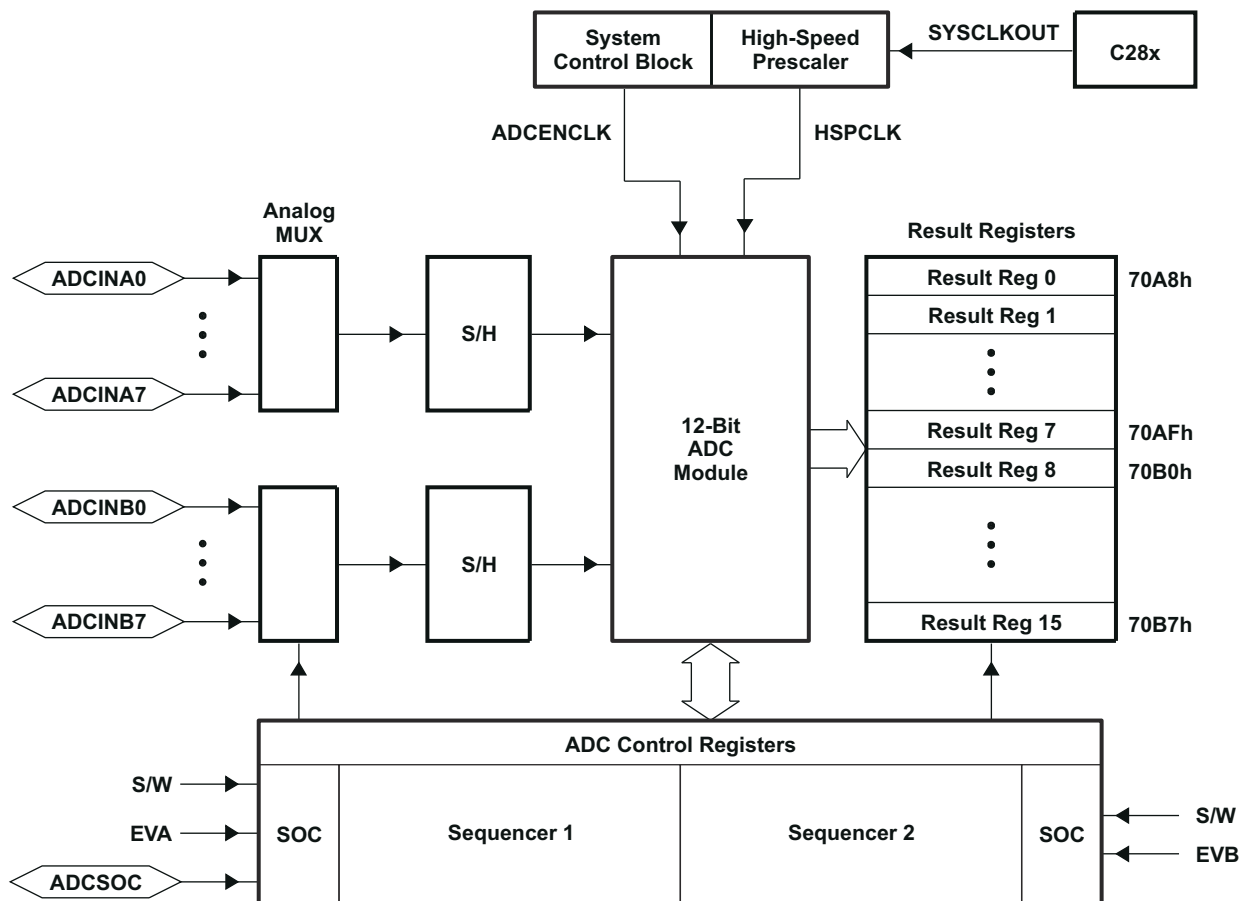 System
Control Block
High-Speed
Prescaler
SYSCLKOUT
C28x
ADCENCLK
HSPCLK
Analog
MUX
Result Registers
ADCINA0
ADCINA7
S/H
12-Bit
ADC
Module
Result Reg 0
70A8h
Result Reg 1
Result Reg 7
70AFh
Result Reg 8
70B0h
Result Reg 15
70B7h
ADCINB0
ADCINB7
S/H
ADC Control Registers
S/W
EVA
ADCSOC
SOC
Sequencer 1
Sequencer 2
SOC
S/W
EVB